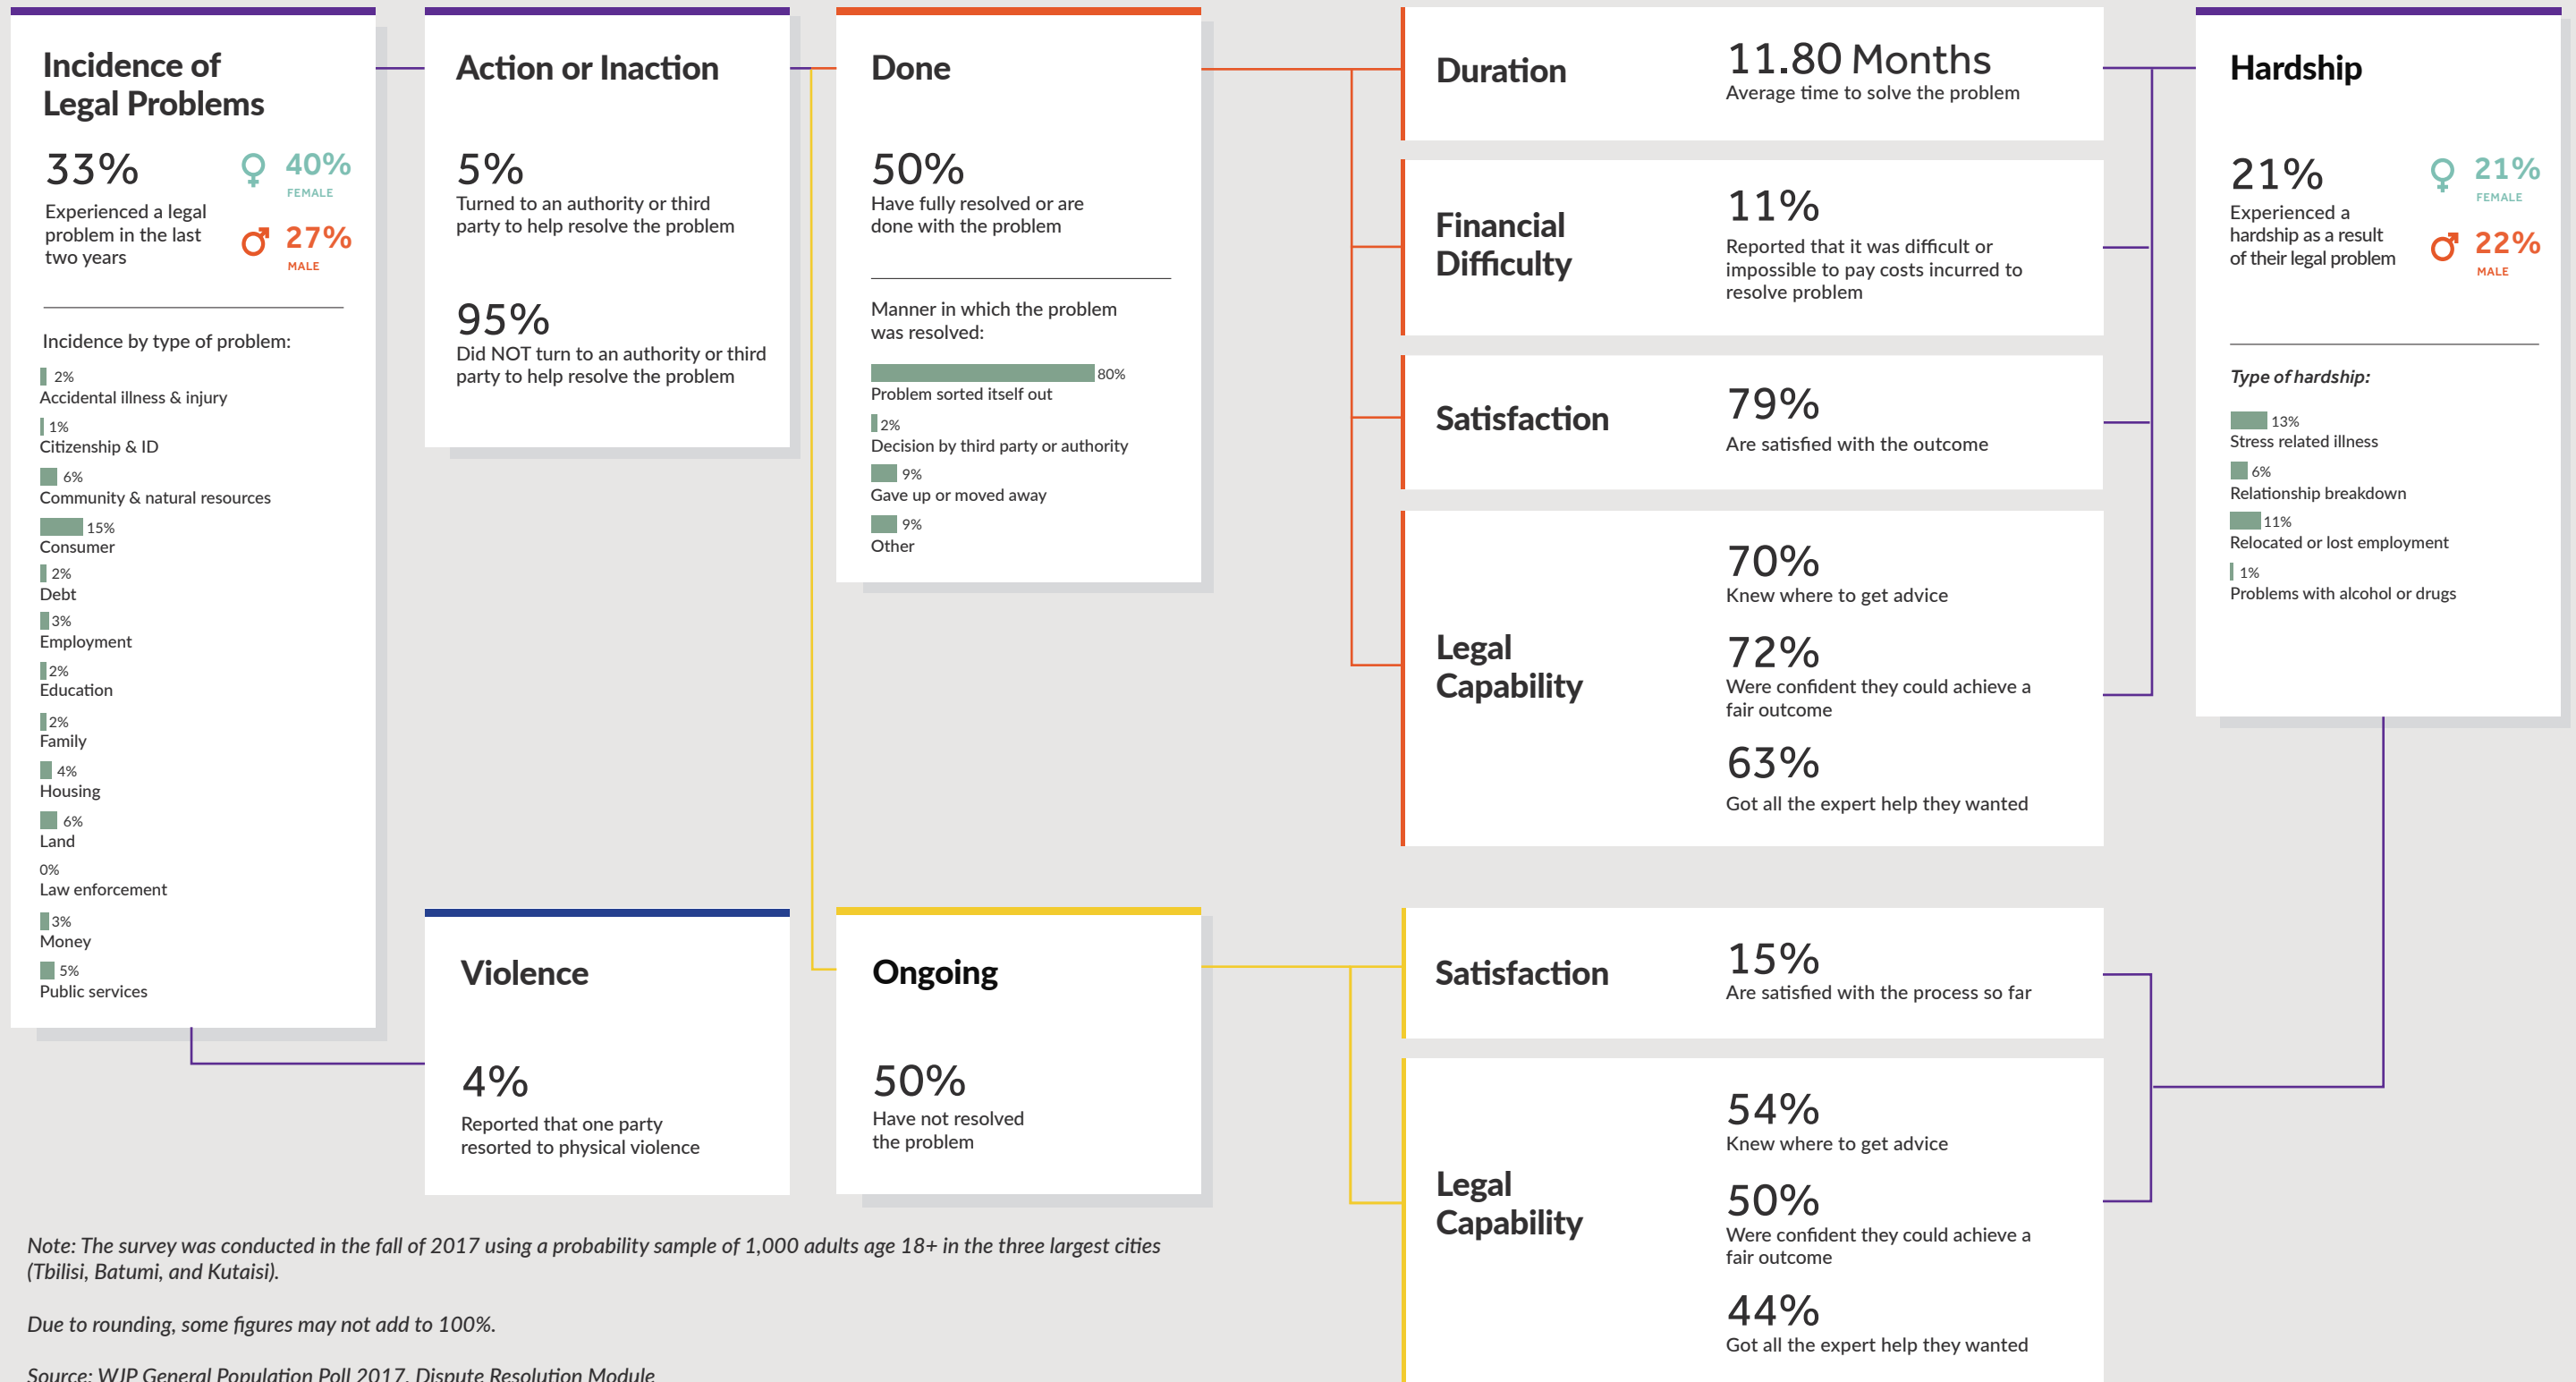 Incidence of
Legal Problems
33%
Experienced a legal
problem in the last
two years
40%
FEMALE
27%
MALE
Incidence by type of problem:
2%
Accidental illness & injury
1%
Citizenship & ID
6%
Community & natural resources
15%
Consumer
2%
Debt
3%
Employment
2%
Education
2%
Family
4%
Housing
6%
Land
0%
Law enforcement
3%
Money
5%
Public services
Action or Inaction
5%
Turned to an authority or third
party to help resolve the problem
95%
Did NOT turn to an authority or third
party to help resolve the problem
Violence
4%
Reported that one party
resorted to physical violence
Done
50%
Have fully resolved or are
done with the problem
Manner in which the problem
was resolved:
80%
Problem sorted itself out
2%
Decision by third party or authority
9%
Gave up or moved away
9%
Other
Ongoing
50%
Have not resolved
the problem
Duration
11.80 Months
Average time to solve the problem
Financial
Difficulty
11%
Reported that it was difficult or
impossible to pay costs incurred to
resolve problem
Satisfaction
79%
Are satisfied with the outcome
Legal
Capability
70%
Knew where to get advice
72%
Were confident they could achieve a
fair outcome
63%
Got all the expert help they wanted
Satisfaction
15%
Are satisfied with the process so far
Legal
Capability
54%
Knew where to get advice
50%
Were confident they could achieve a
fair outcome
44%
Got all the expert help they wanted
Hardship
21%
Experienced a
hardship as a result
of their legal problem
21%
FEMALE
22%
MALE
Type of hardship:
13%
Stress related illness
6%
Relationship breakdown
11%
Relocated or lost employment
1%
Problems with alcohol or drugs
Note: The survey was conducted in the fall of 2017 using a probability sample of 1,000 adults age 18+ in the three largest cities
(Tbilisi, Batumi, and Kutaisi).
Due to rounding, some figures may not add to 100%.
Source: WJP General Population Poll 2017, Dispute Resolution Module